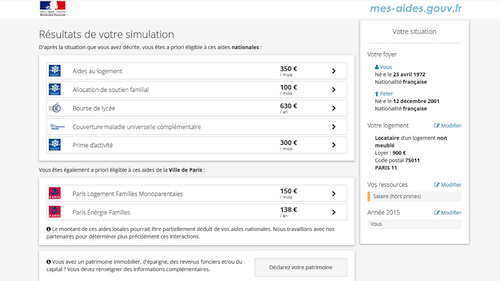 mes-aides.gouv.fr
Résultats de votre simulation
D'après la situation que vous avez décrite, vous êtes a priori éligible à ces aides nationales :
Aides au logement
350 €
/ mois
Allocation de soutien familial
100 €
/ mois
Bourse de lycée
630 €
/ an
Couverture maladie universelle complémentaire
Prime d'activité
300 €
/ mois
Vous êtes également a priori éligible à ces aides de la Ville de Paris :
Paris Logement Familles Monoparentales
150 €
/ mois
Paris Énergie Familles
138 €
/ an
Le montant de ces aides locales pourrait être partiellement déduit de vos aides nationales. Nous travaillons avec nos
partenaires pour déterminer plus précisément ces interactions.
Vous avez un patrimoine immobilier, d'épargne, des revenus fonciers et/ou du
capital ? Vous devez renseigner des informations complémentaires.
Déclarez votre patrimoine
Votre situation
Votre foyer
Vous
Né·e le 23 avril 1972
Nationalité française
Peter
Né·e le 12 décembre 2001
Nationalité française
Votre logement
Modifier
Locataire d'un logement non
meublé
Loyer : 900 €
Code postal 75011
PARIS 11
Vos ressources
Modifier
Salaire (hors primes)
Année 2015
Modifier
Vous